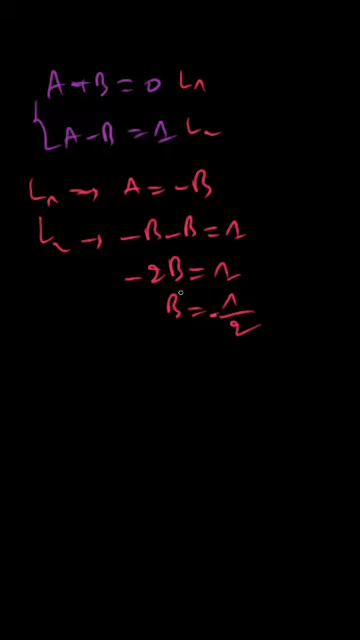 A+B=0 L1
A-B=1 L2
L1 → A=-B
L2 → -B-B=1
-2B=1
B=-1/2